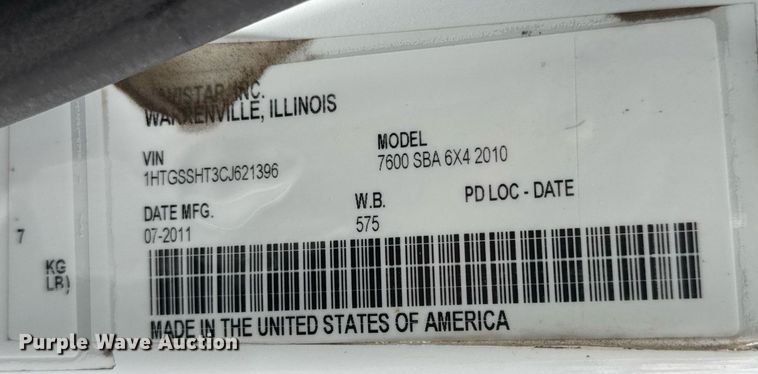 INC.
WARRENVILLE, ILLINOIS
VIN
1HTGSSHT3CJ621396
MODEL
7600 SBA 6X4 2010
DATE MFG.
07-2011
W.B.
575
PD LOC - DATE
7
KG
LB)
MADE IN THE UNITED STATES OF AMERICA
Purple Wave Auction